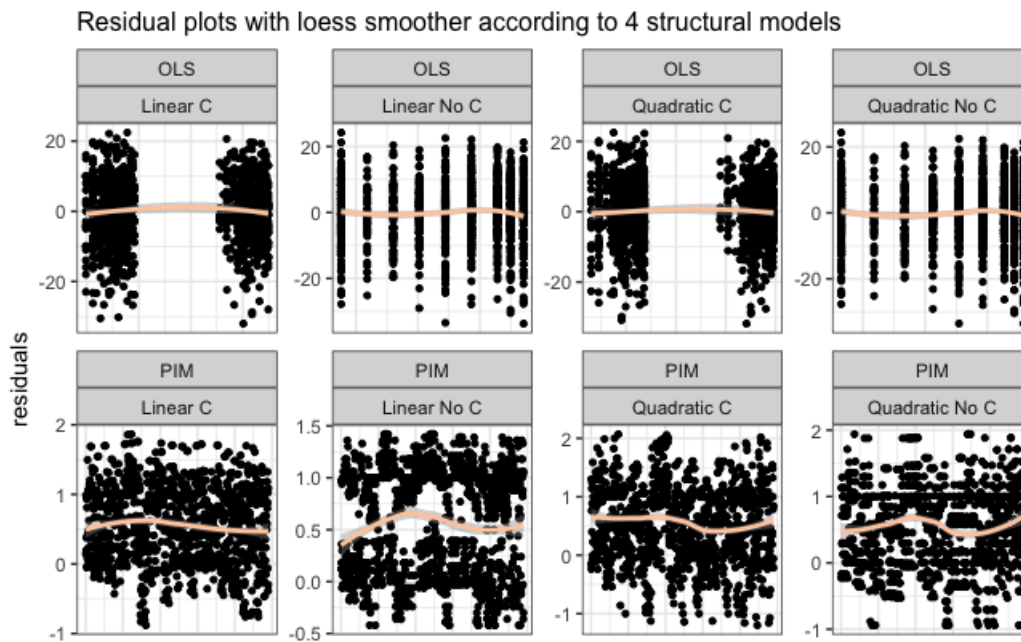 Residual plots with loess smoother according to 4 structural models
OLS OLS OLS OLS
Linear C Linear No C Quadratic C Quadratic No C
20 20 20 20
0 0 0 0
-20 -20 -20 -20
residuals
PIM PIM PIM PIM
Linear C Linear No C Quadratic C Quadratic No C
2 1.5 2 2
1 1.0 1 1
0 0.5 0 0
-1 0.0 -1 -1
-0.5